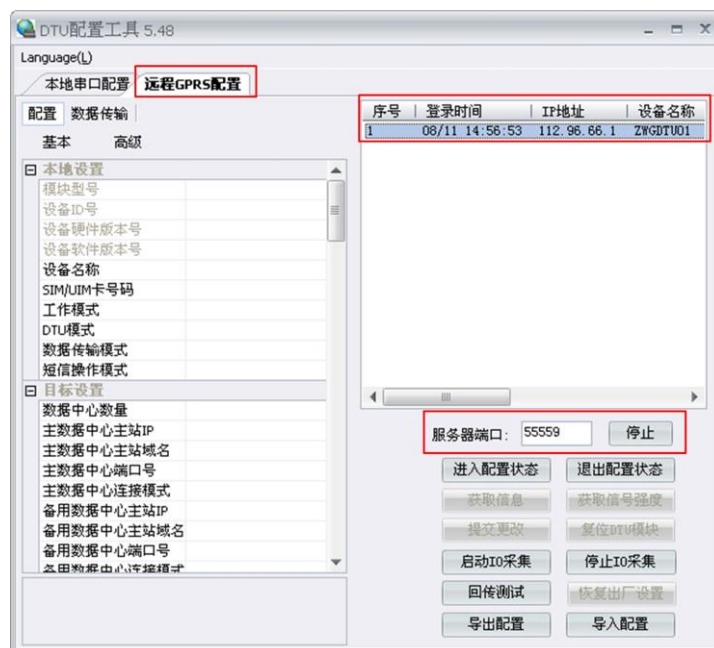 DTU配置工具 5.48
Language(L)
本地串口配置 远程GPRS配置
配置 数据传输
基本 高级
本地设置
模块型号
设备ID号
设备硬件版本号
设备软件版本号
设备名称
SIM/UIM卡号码
工作模式
DTU模式
数据传输模式
短信操作模式
目标设置
数据中心数量
主数据中心主站IP
主数据中心主站域名
主数据中心端口号
主数据中心连接模式
备用数据中心主站IP
备用数据中心主站域名
备用数据中心端口号
备用数据中心连接模式
序号 登录时间 IP地址 设备名称
1 08/11 14:56:53 112.96.66.1 ZWGDTU01
服务器端口: 55559 停止
进入配置状态 退出配置状态
获取信息 获取信号强度
提交更改 复位DTU模块
启动IO采集 停止IO采集
回传测试 恢复出厂设置
导出配置 导入配置